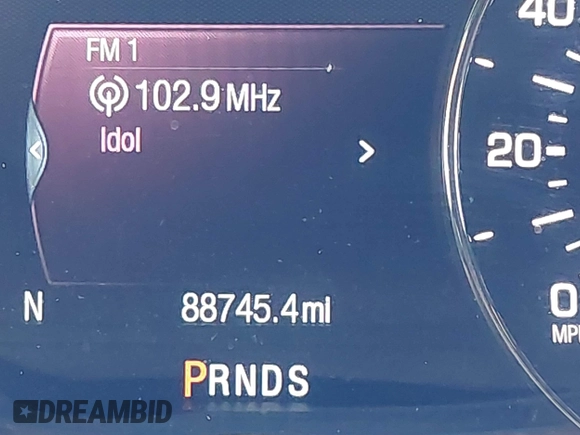 FM 1
102.9 MHz
Idol
40
20
0
MPH
N
88745.4 mi
PRNDS
DREAMBID